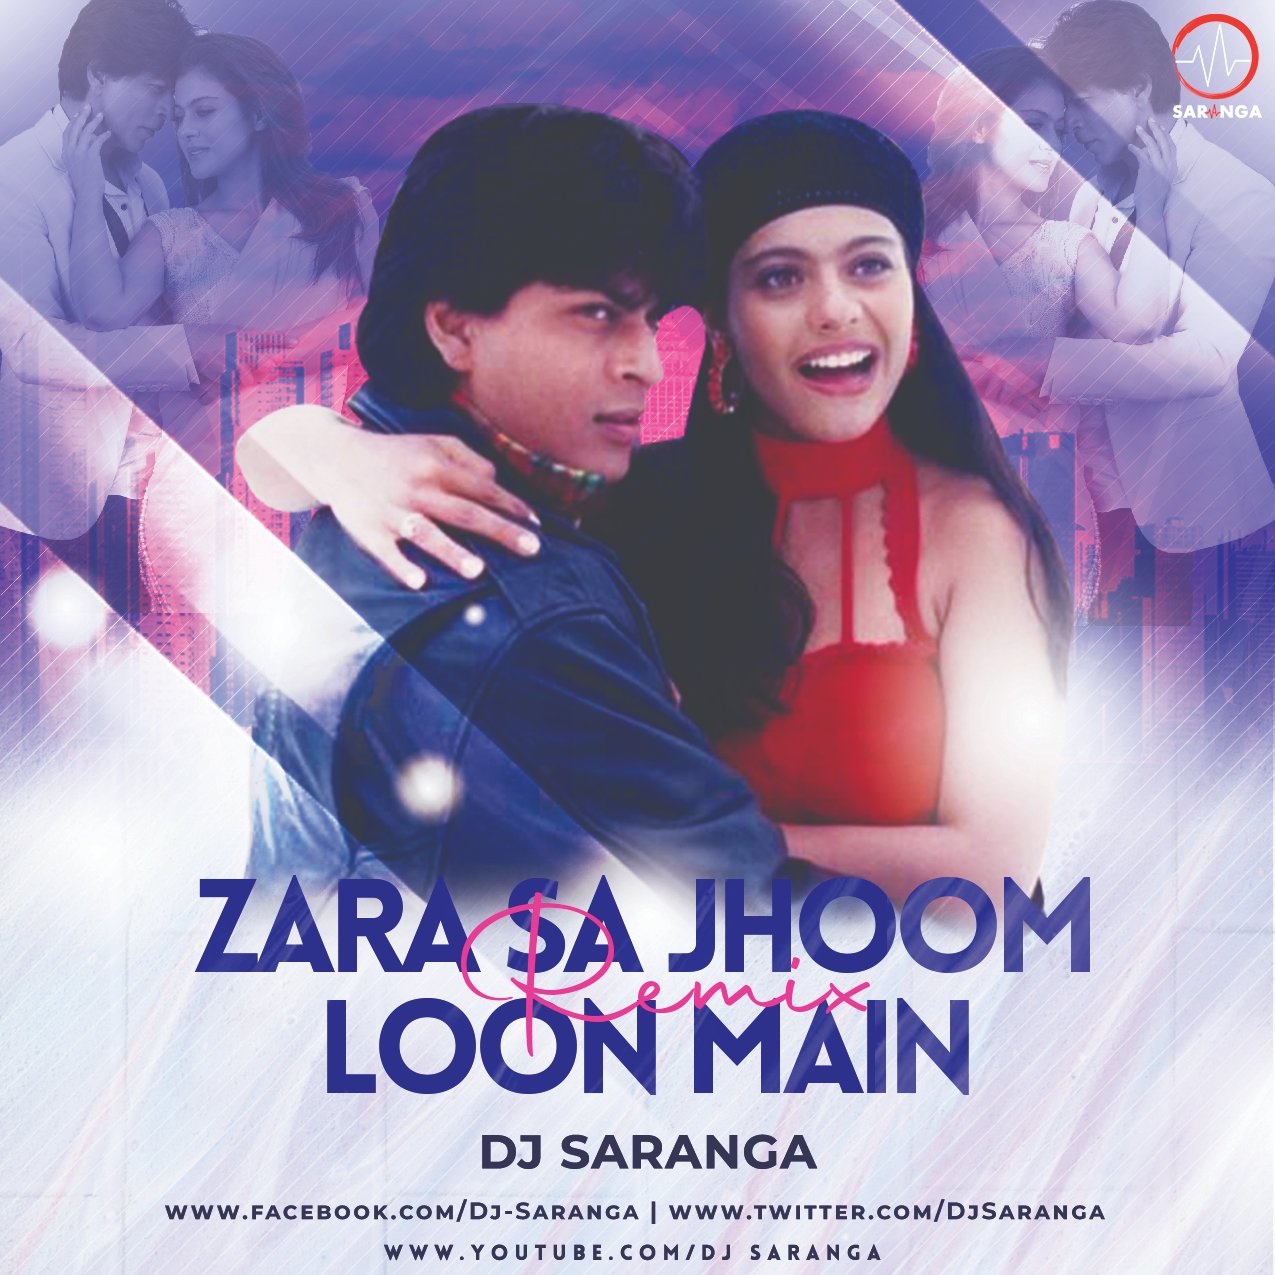 SARANGA
ZARA SA JHOOM
Remix
LOON MAIN
DJ SARANGA
WWW.FACEBOOK.COM/DJ-SARANGA | WWW.TWITTER.COM/DJSARANGA
WWW.YOUTUBE.COM/DJ SARANGA